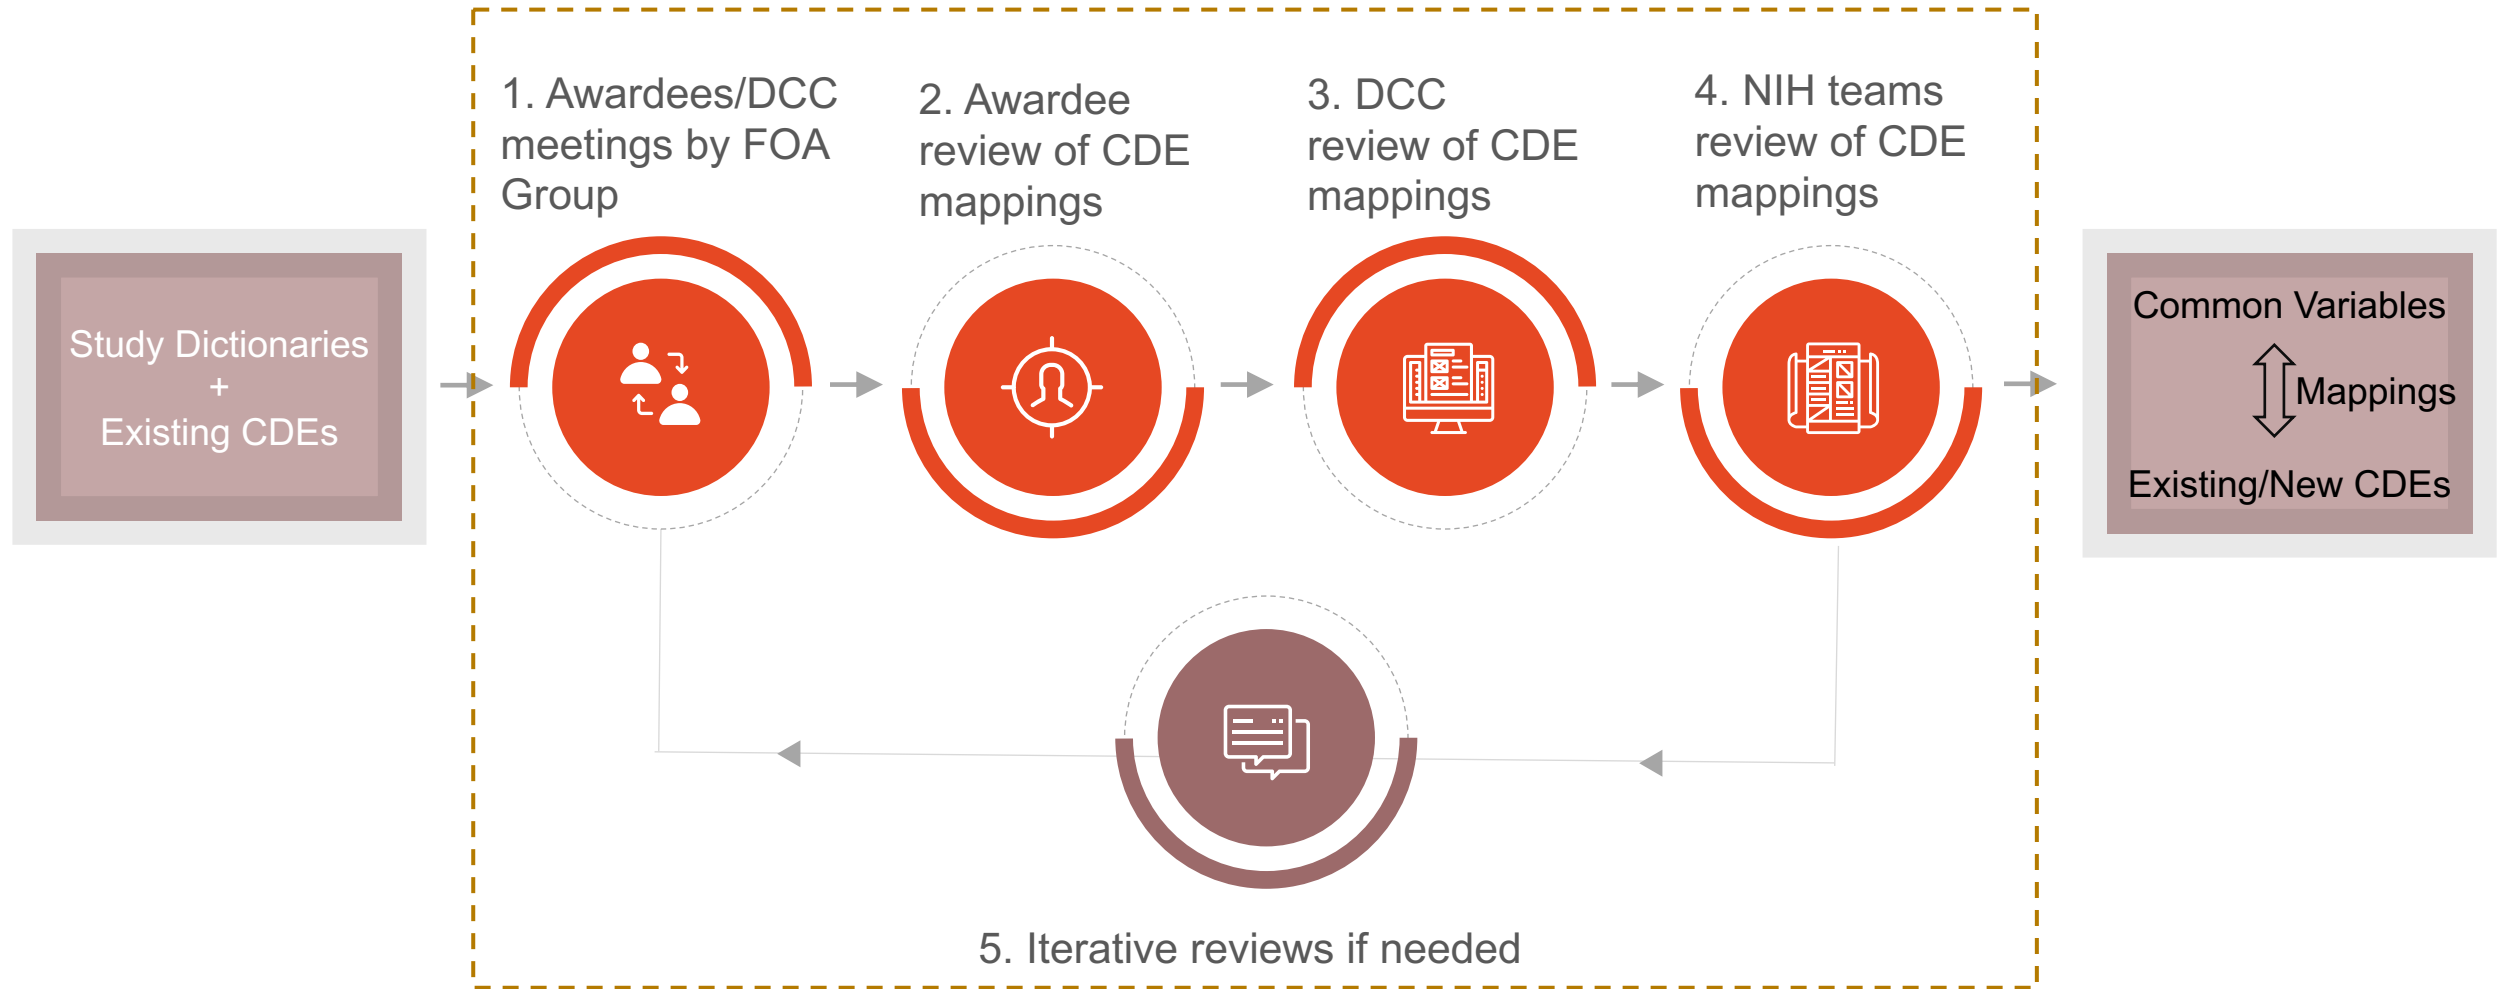 1. Awardees/DCC
meetings by FOA
Group
2. Awardee
review of CDE
mappings
3. DCC
review of CDE
mappings
4. NIH teams
review of CDE
mappings
Study Dictionaries
+
Existing CDEs
Common Variables
Mappings
Existing/New CDEs
5. Iterative reviews if needed